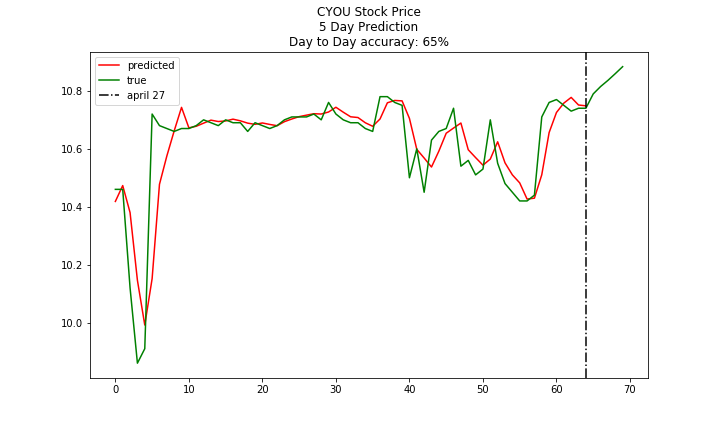 CYOU Stock Price
5 Day Prediction
Day to Day accuracy: 65%
predicted
true
april 27
10.8
10.6
10.4
10.2
10.0
0 10 20 30 40 50 60 70